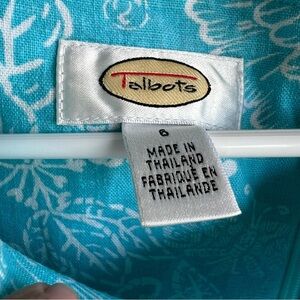 Talbots
6
MADE IN
THAILAND
FABRIQUÉ EN
THAÏLANDE